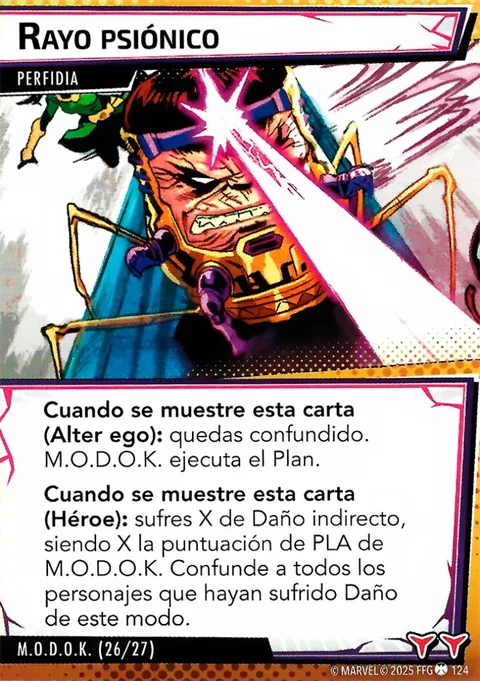 RAYO PSIÓNICO
PERFIDIA
Cuando se muestre esta carta
(Alter ego): quedas confundido.
M.O.D.O.K. ejecuta el Plan.
Cuando se muestre esta carta
(Héroe): sufres X de Daño indirecto,
siendo X la puntuación de PLA de
M.O.D.O.K. Confunde a todos los
personajes que hayan sufrido Daño
de este modo.
M.O.D.O.K. (26/27)
© MARVEL © 2025 FFG 124